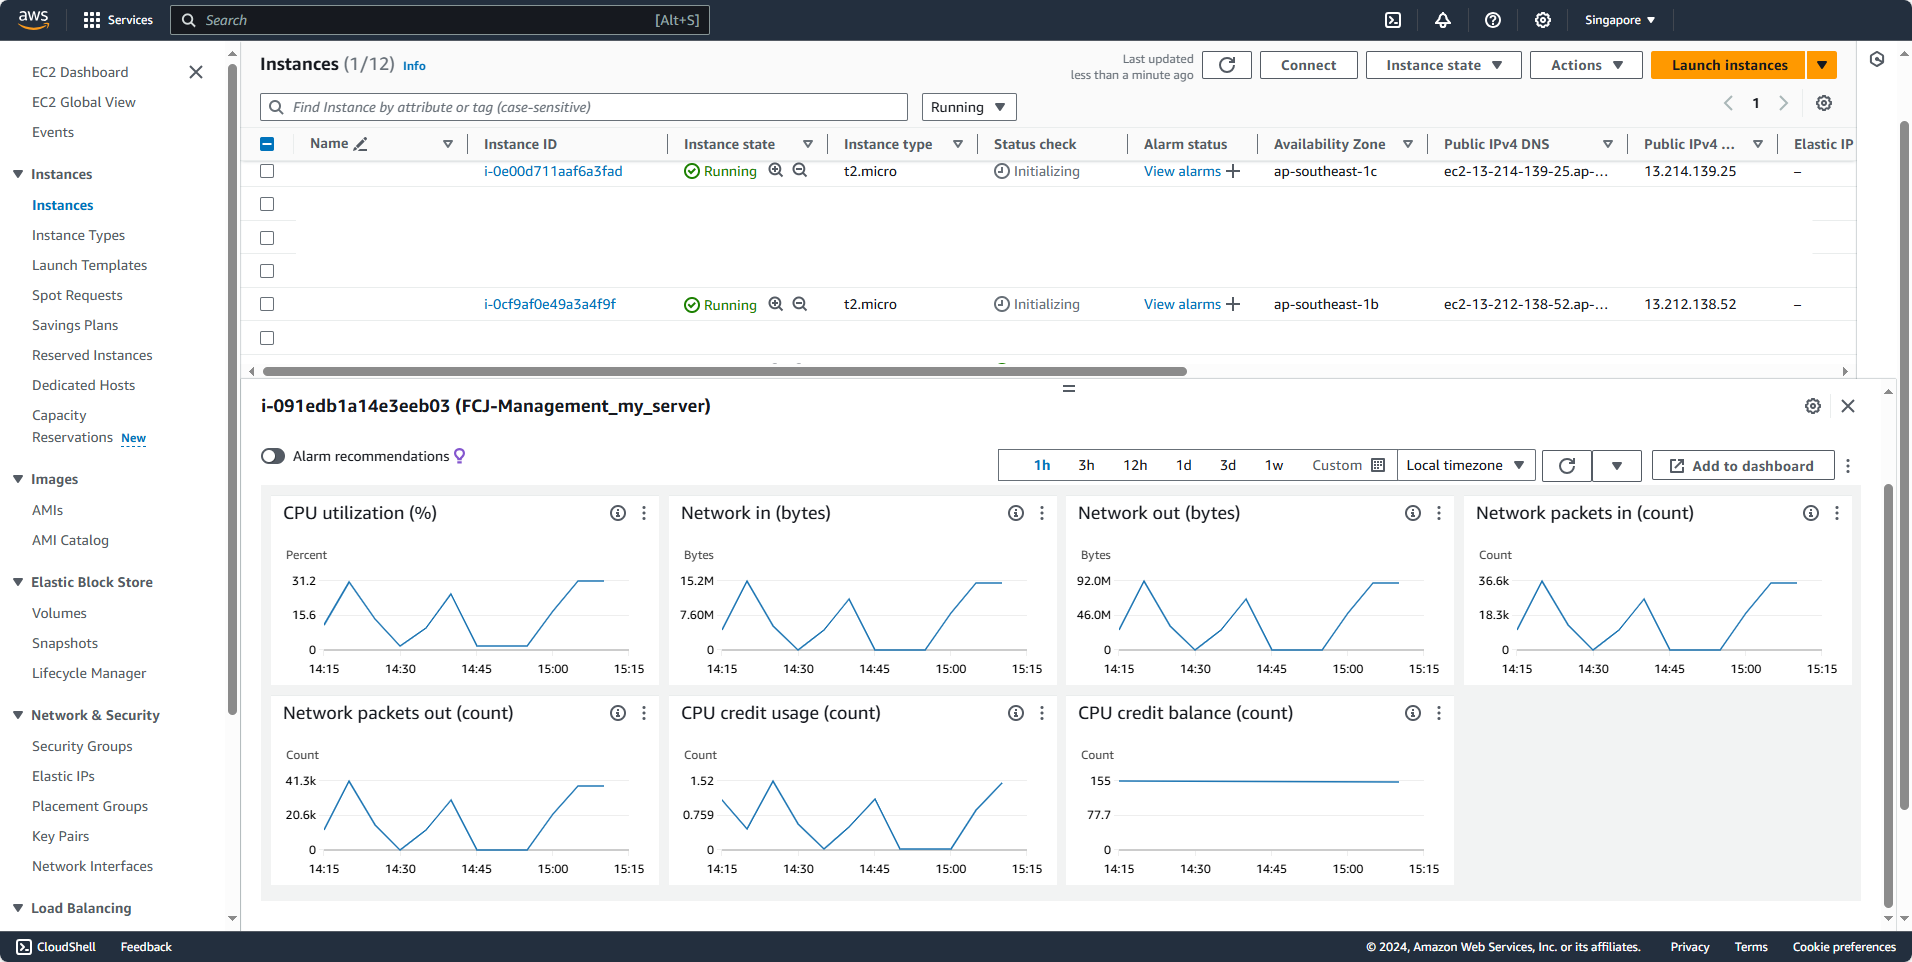 aws Services Search [Alt+S] Singapore
EC2 Dashboard
EC2 Global View
Events
Instances
Instances
Instance Types
Launch Templates
Spot Requests
Savings Plans
Reserved Instances
Dedicated Hosts
Capacity
Reservations New
Images
AMIs
AMI Catalog
Elastic Block Store
Volumes
Snapshots
Lifecycle Manager
Network & Security
Security Groups
Elastic IPs
Placement Groups
Key Pairs
Network Interfaces
Load Balancing
Instances (1/12) Info
Last updated
less than a minute ago
Connect Instance state Actions Launch instances
Find Instance by attribute or tag (case-sensitive) Running 1
Name Instance ID Instance state Instance type Status check Alarm status Availability Zone Public IPv4 DNS Public IPv4 ... Elastic IP
i-0e00d711aaf6a3fad Running t2.micro Initializing View alarms + ap-southeast-1c ec2-13-214-139-25.ap-... 13.214.139.25 –
i-0cf9af0e49a3a4f9f Running t2.micro Initializing View alarms + ap-southeast-1b ec2-13-212-138-52.ap-... 13.212.138.52 –
i-091edb1a14e3eeb03 (FCJ-Management_my_server)
Alarm recommendations
1h 3h 12h 1d 3d 1w Custom Local timezone Add to dashboard
CPU utilization (%)
Percent
31.2
15.6
0
14:15 14:30 14:45 15:00 15:15
Network in (bytes)
Bytes
15.2M
7.60M
0
14:15 14:30 14:45 15:00 15:15
Network out (bytes)
Bytes
92.0M
46.0M
0
14:15 14:30 14:45 15:00 15:15
Network packets in (count)
Count
36.6k
18.3k
0
14:15 14:30 14:45 15:00 15:15
Network packets out (count)
Count
41.3k
20.6k
0
14:15 14:30 14:45 15:00 15:15
CPU credit usage (count)
Count
1.52
0.759
0
14:15 14:30 14:45 15:00 15:15
CPU credit balance (count)
Count
155
77.7
0
14:15 14:30 14:45 15:00 15:15
CloudShell Feedback © 2024, Amazon Web Services, Inc. or its affiliates. Privacy Terms Cookie preferences